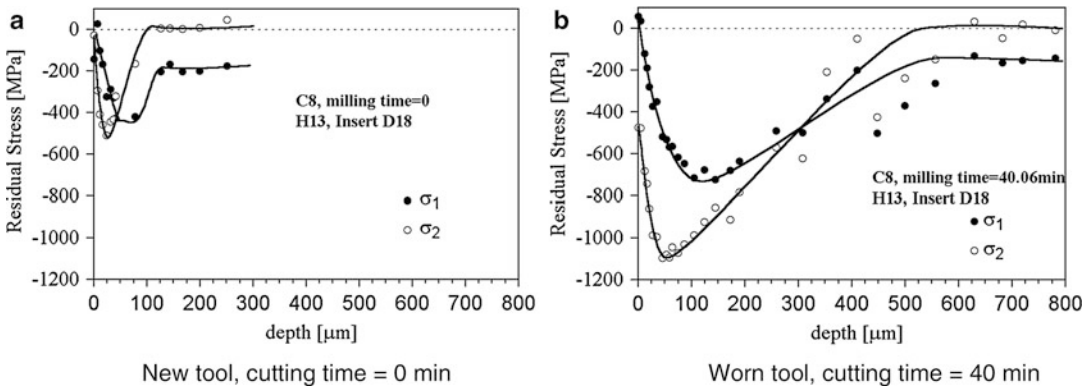 a
Residual Stress [MPa]
0
-200
-400
-600
-800
-1000
-1200
C8, milling time=0
H13, Insert D18
σ1
σ2
0 100 200 300 400 500 600 700 800
depth [μm]
New tool, cutting time = 0 min
b
Residual Stress [MPa]
0
-200
-400
-600
-800
-1000
-1200
C8, milling time=40.06min
H13, Insert D18
σ1
σ2
0 100 200 300 400 500 600 700 800
depth [μm]
Worn tool, cutting time = 40 min